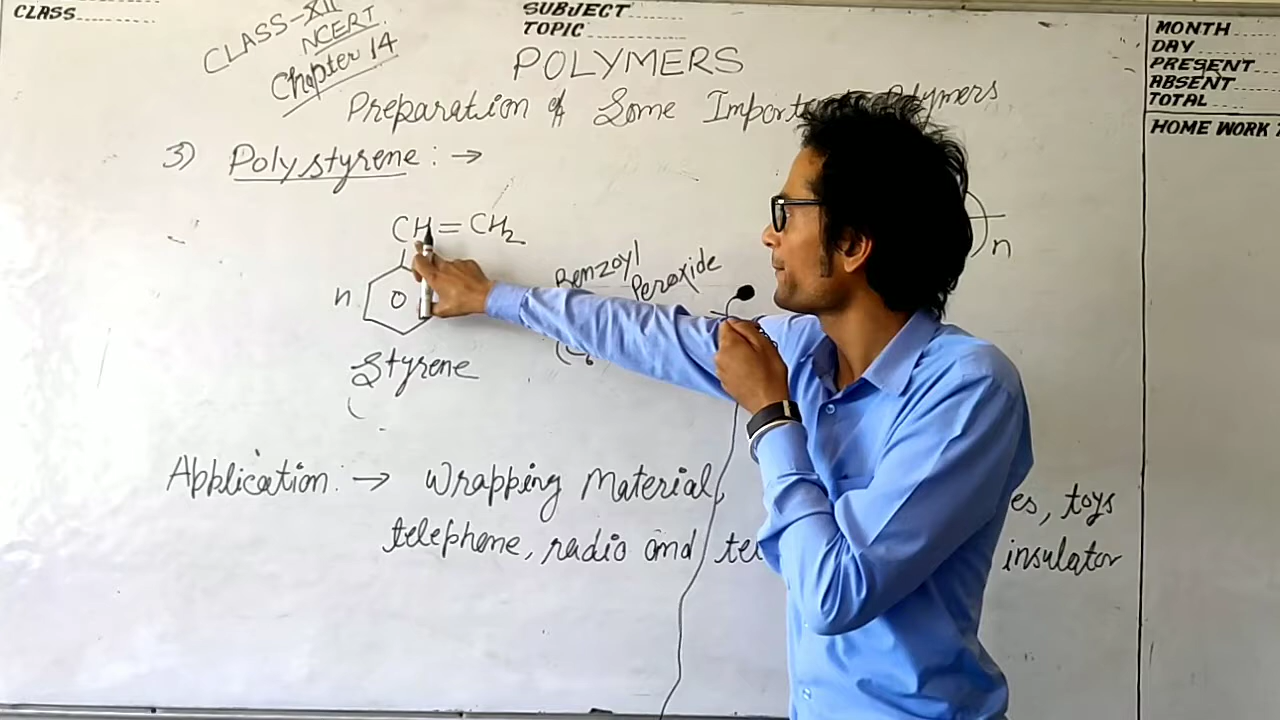 CLASS
SUBJECT
TOPIC
MONTH
DAY
PRESENT
ABSENT
TOTAL
HOME WORK
CLASS-XII
NCERT
Chapter 14
POLYMERS
Preparation of Some Important Polymers
3) Polystyrene : →
CH = CH2
n
Benzoyl
Peroxide
n
Styrene
Application : → Wrapping Material, es, toys
telephone, radio and insulator